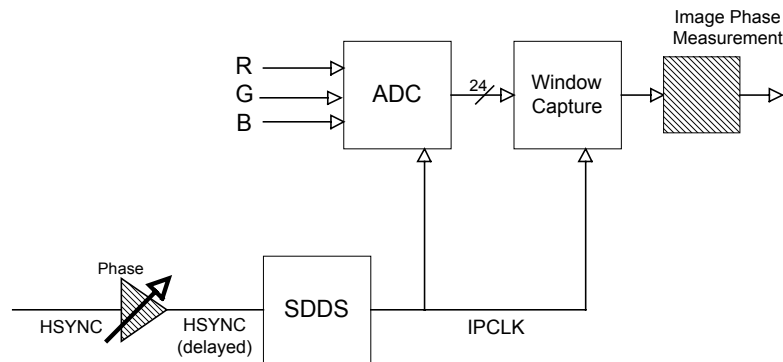 Image Phase
Measurement
R
G
B
ADC
24
Window
Capture
Phase
HSYNC
HSYNC
(delayed)
SDDS
IPCLK